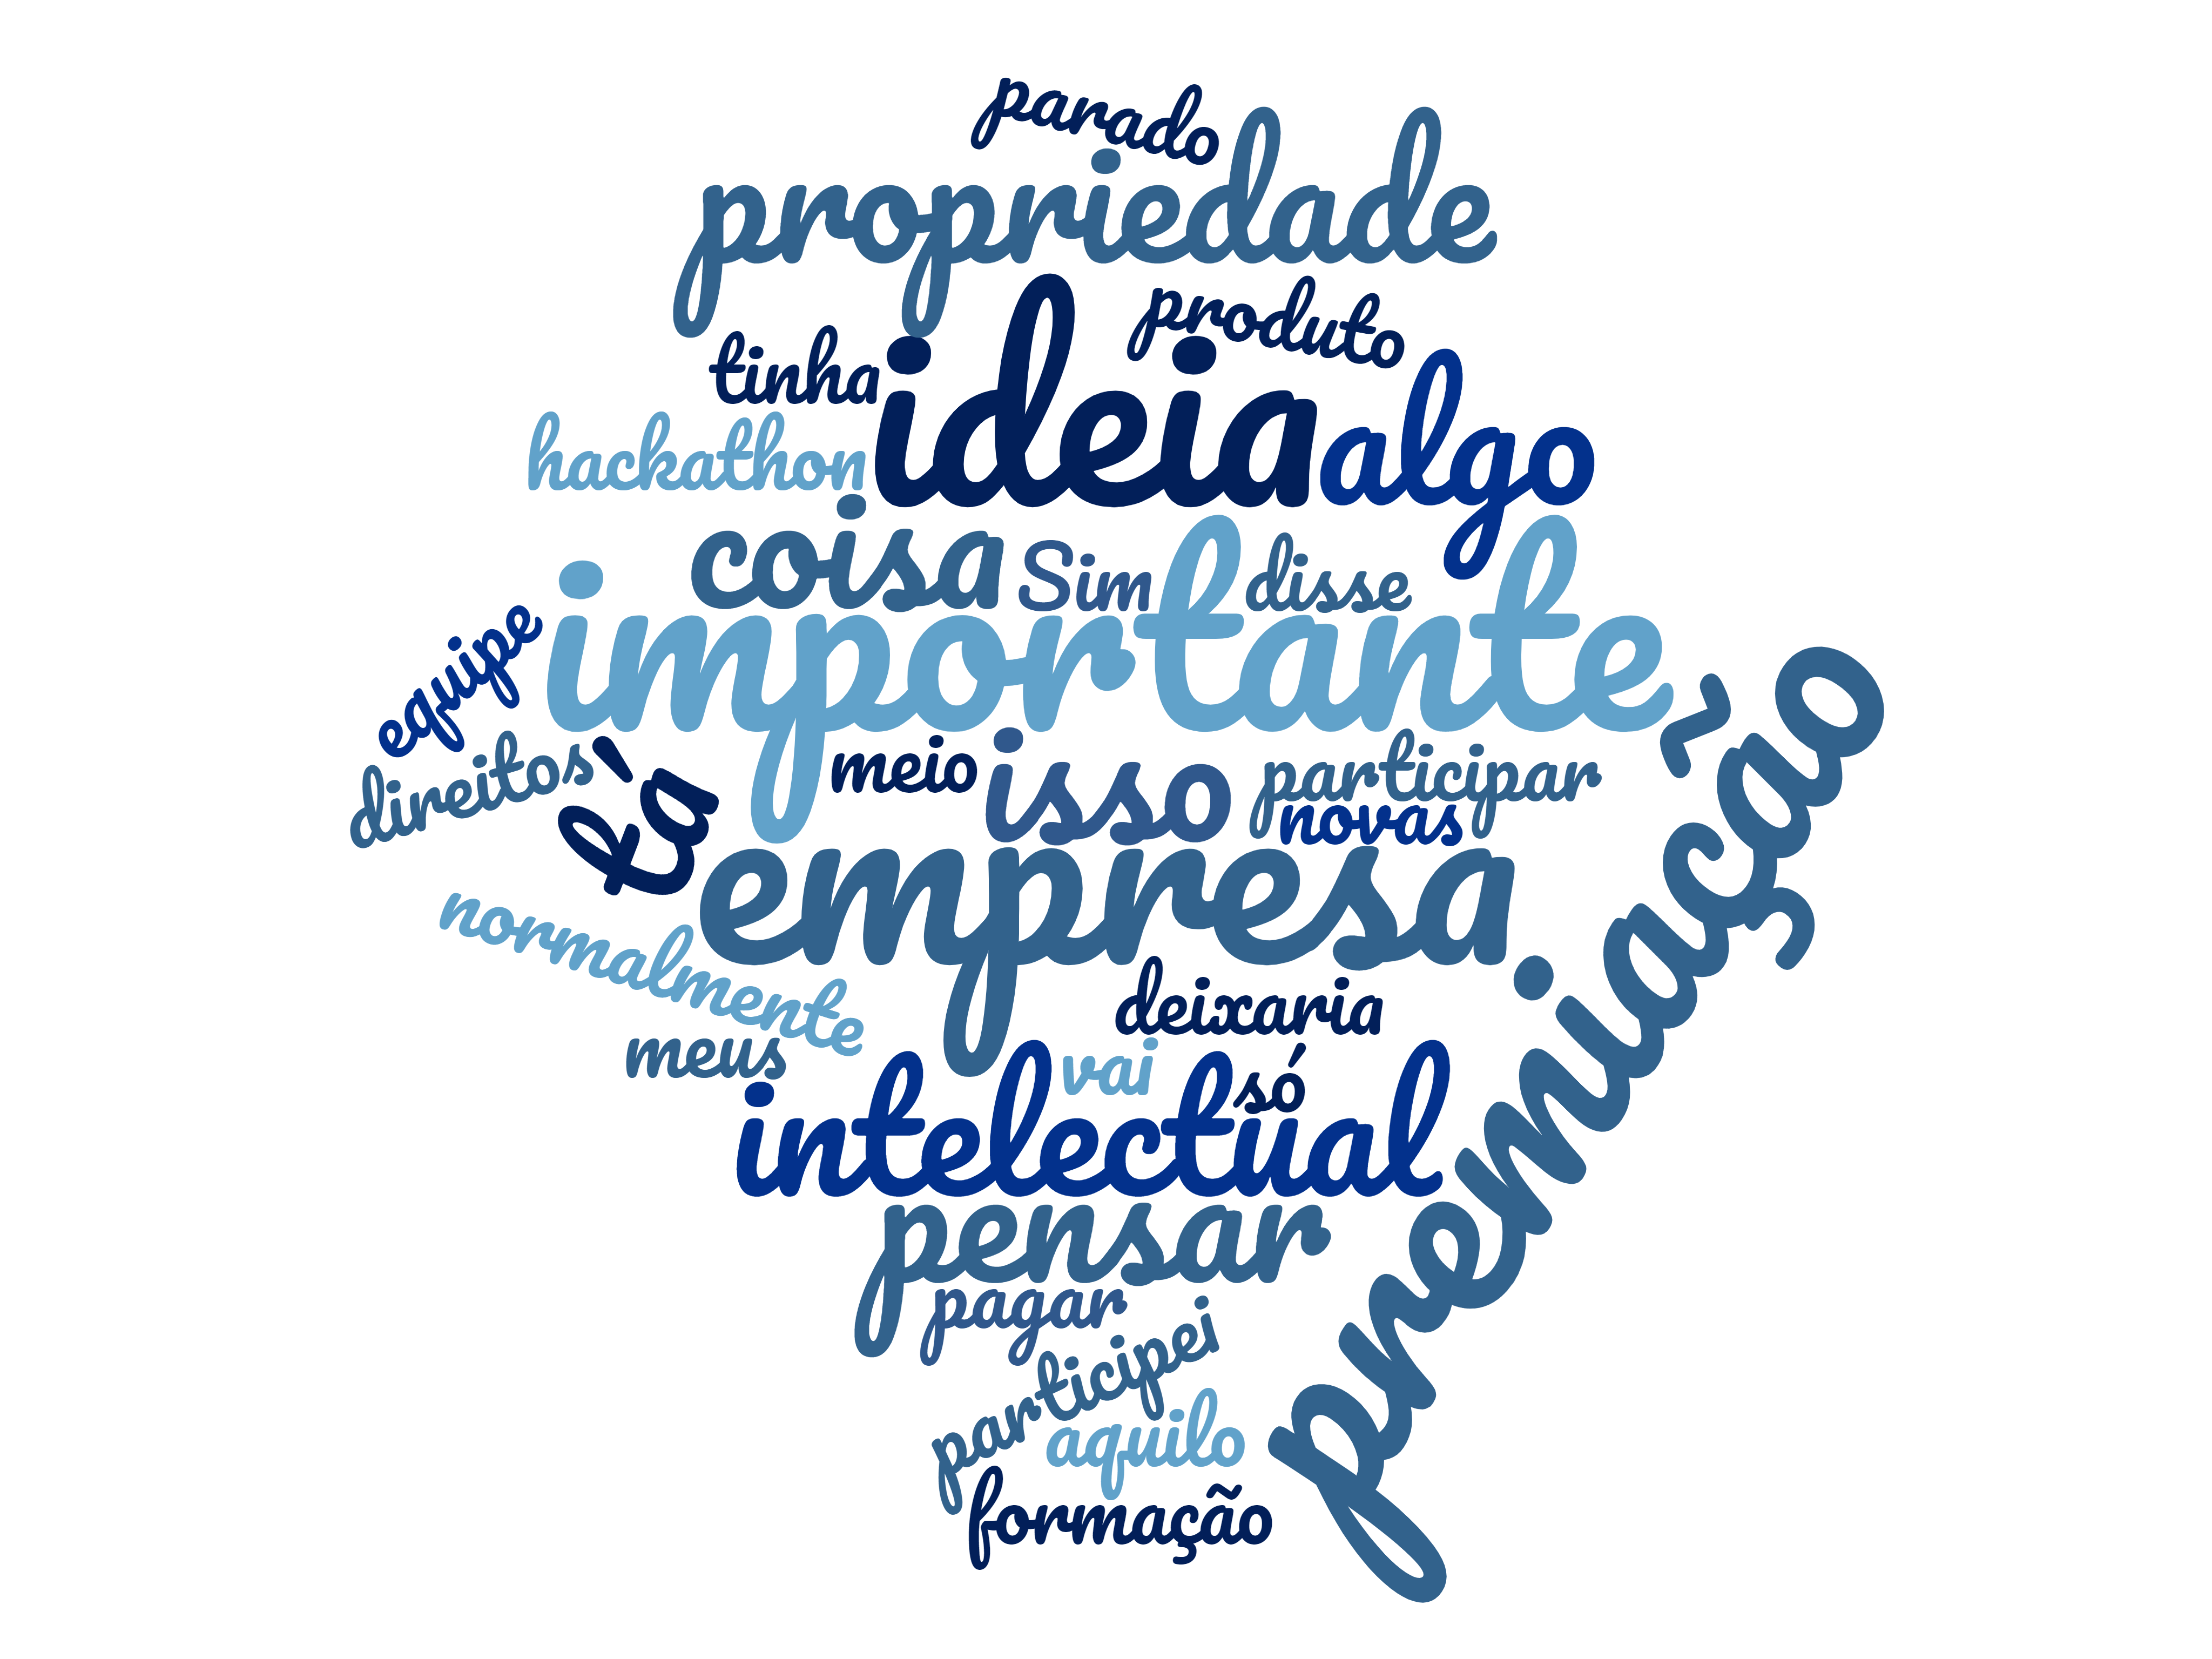 parado
propriedade
produto
tinha
ideia
hackathon
algo
coisa
Sim
disse
equipe
importante
direitos
meio
isso
participar
novas
empresa
premiação
normalmente
deixaria
meus
vai
só
intelectual
pensar
pagar
participei
aquilo
formação